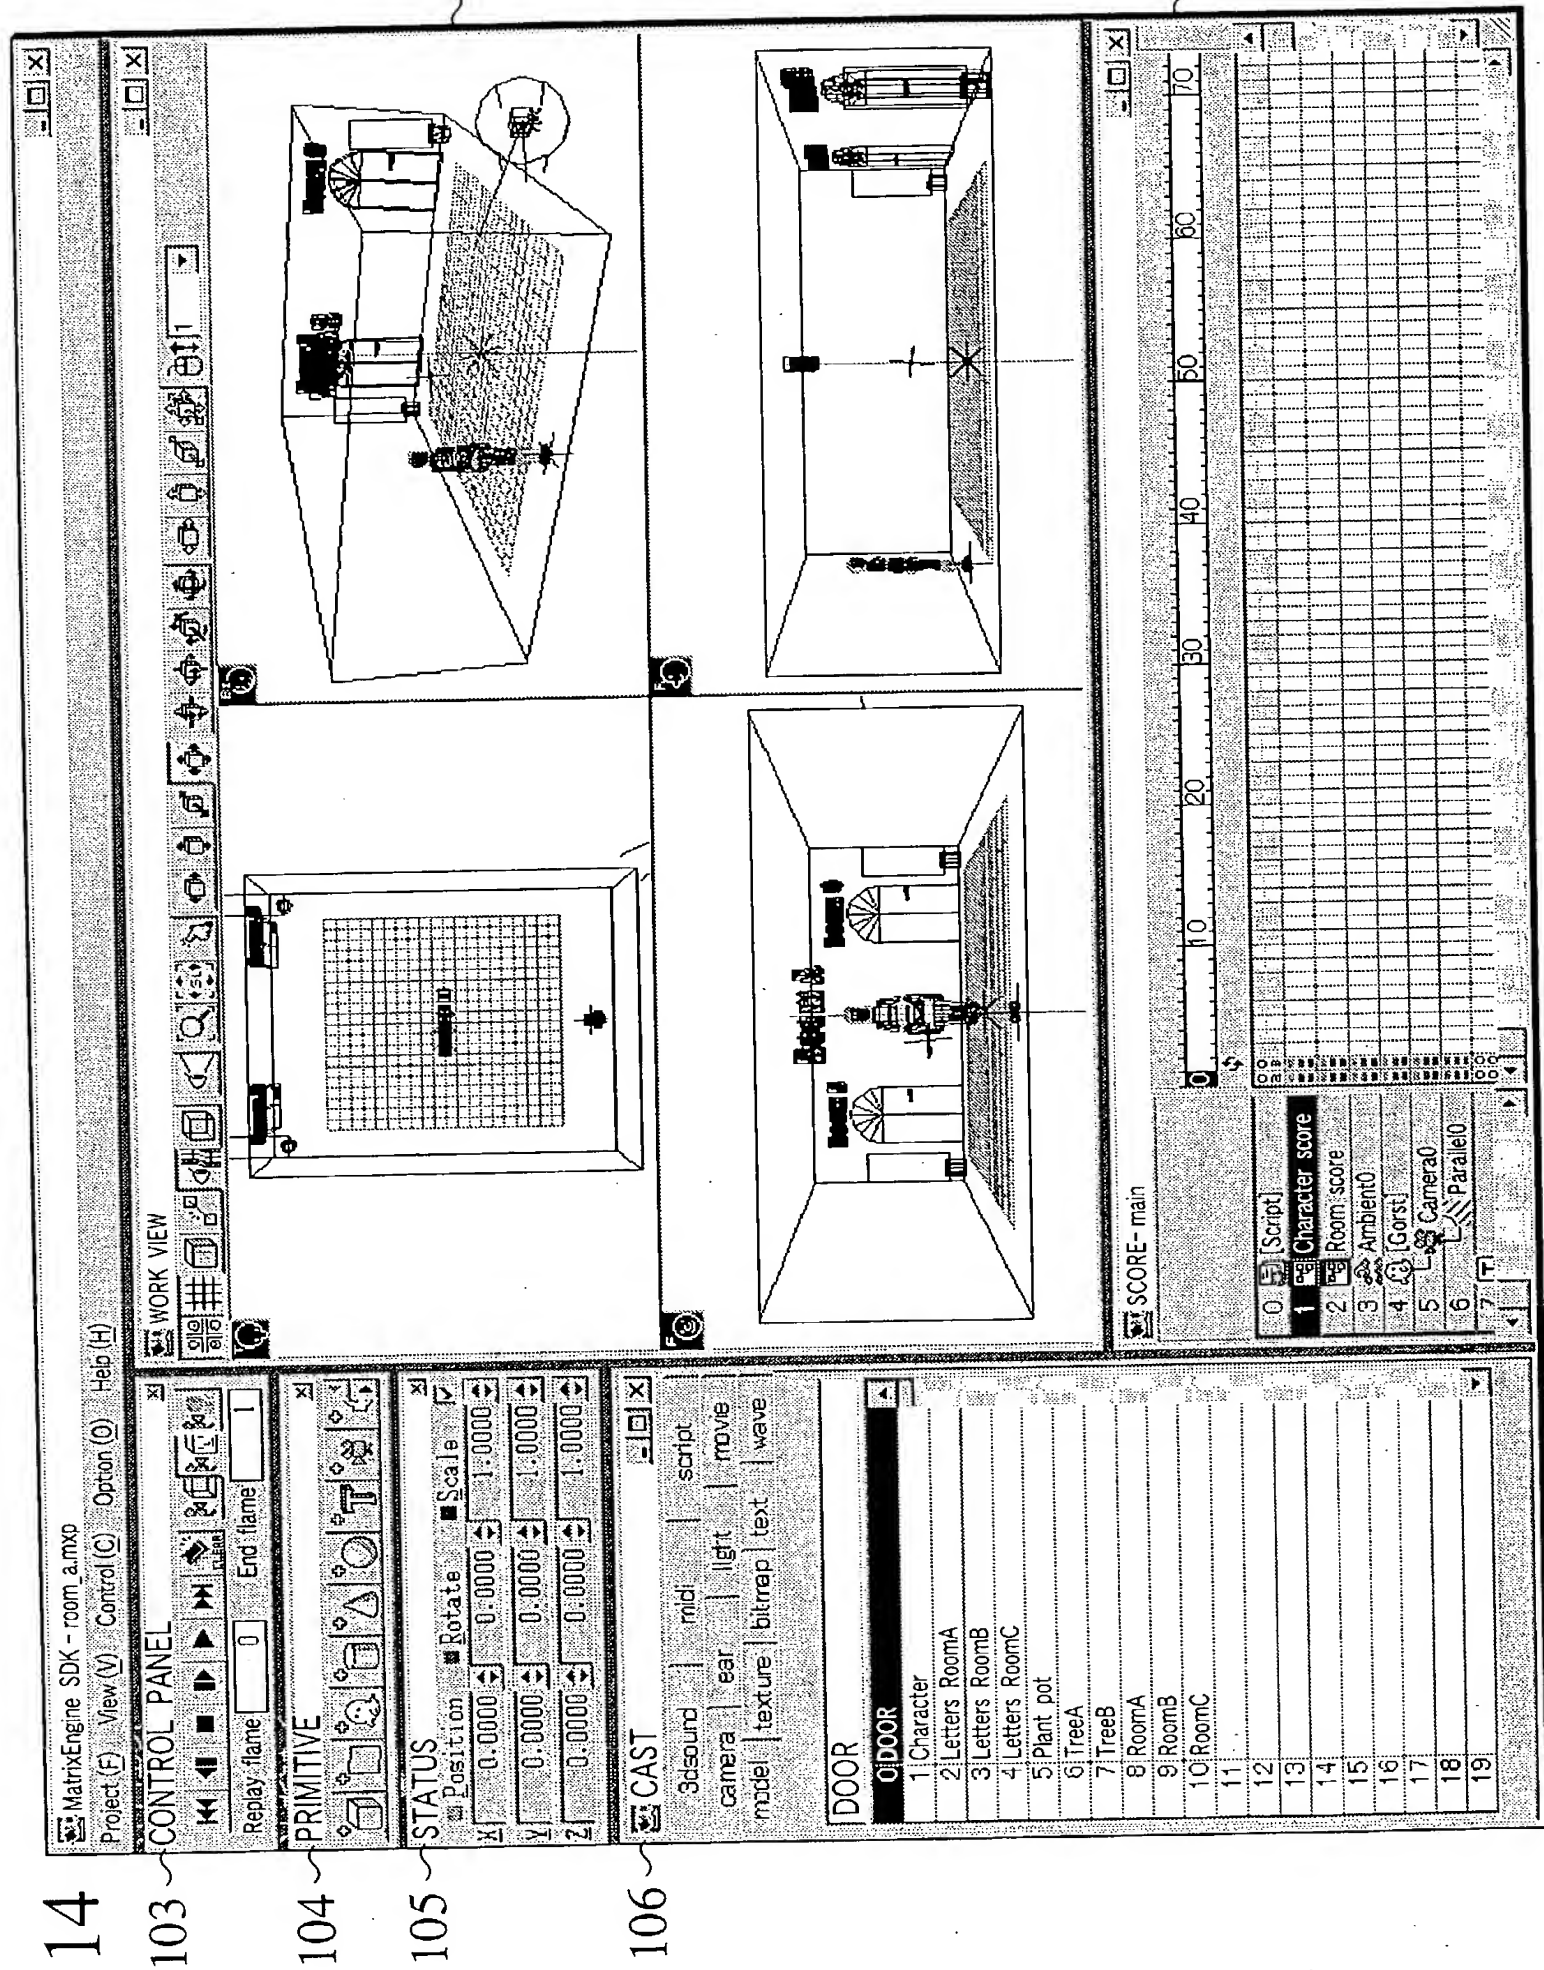 14
MatrixEngine SDK - room_a.mxp
Project (F) View (V) Control (C) Option (O) Help (H)
103
CONTROL PANEL
CLEAR
Replay flame 0 End flame 1
104
PRIMITIVE
105
STATUS
Position Rotate Scale
X 0.0000 0.0000 1.0000
Y 0.0000 0.0000 1.0000
Z 0.0000 0.0000 1.0000
106
CAST
3dsound midi script
camera ear light movie
model texture bitmap text wave
DOOR
0 DOOR
1 Character
2 Letters RoomA
3 Letters RoomB
4 Letters RoomC
5 Plant pot
6 TreeA
7 TreeB
8 RoomA
9 RoomB
10 RoomC
11
12
13
14
15
16
17
18
19
WORK VIEW
SL
1
F
F
SCORE- main
0 10 20 30 40 50 60 70
0 [Script]
1 Character score
2 Room score
3 Ambient0
4 [Gorst]
5 Camera0
6 Parallel0
7 T